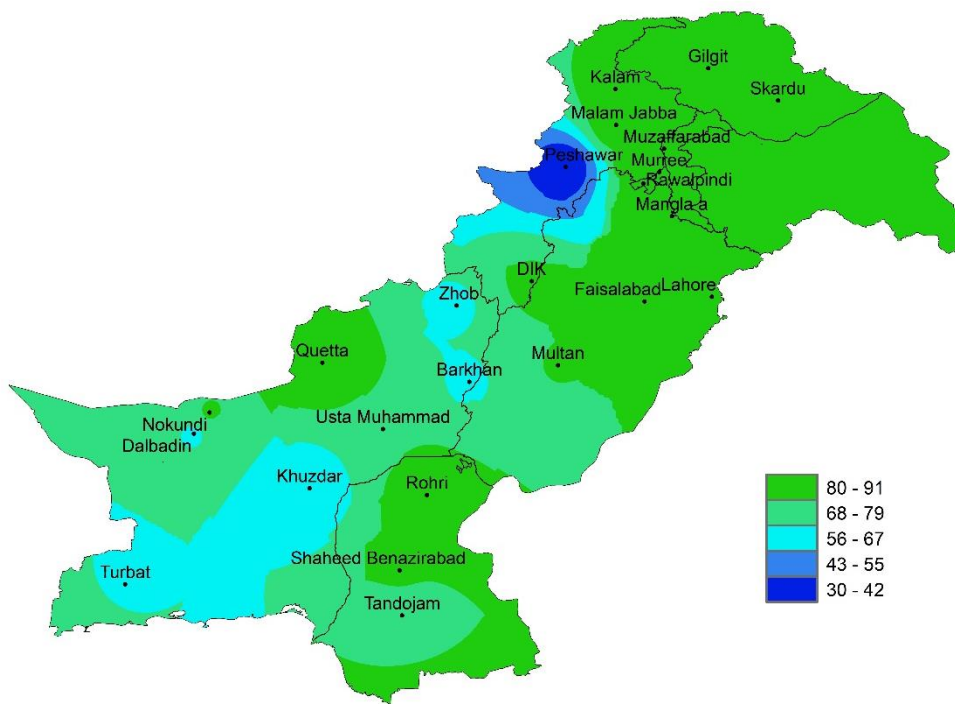 Gilgit
Kalam
Skardu
Malam Jabba
Muzaffarabad
Peshawar
Murree
Rawalpindi
Mangla a
DIK
Zhob
Faisalabad
Lahore
Quetta
Multan
Barkhan
Usta Muhammad
Nokundi
Dalbadin
Khuzdar
Rohri
Shaheed Benazirabad
Turbat
Tandojam
80 - 91
68 - 79
56 - 67
43 - 55
30 - 42